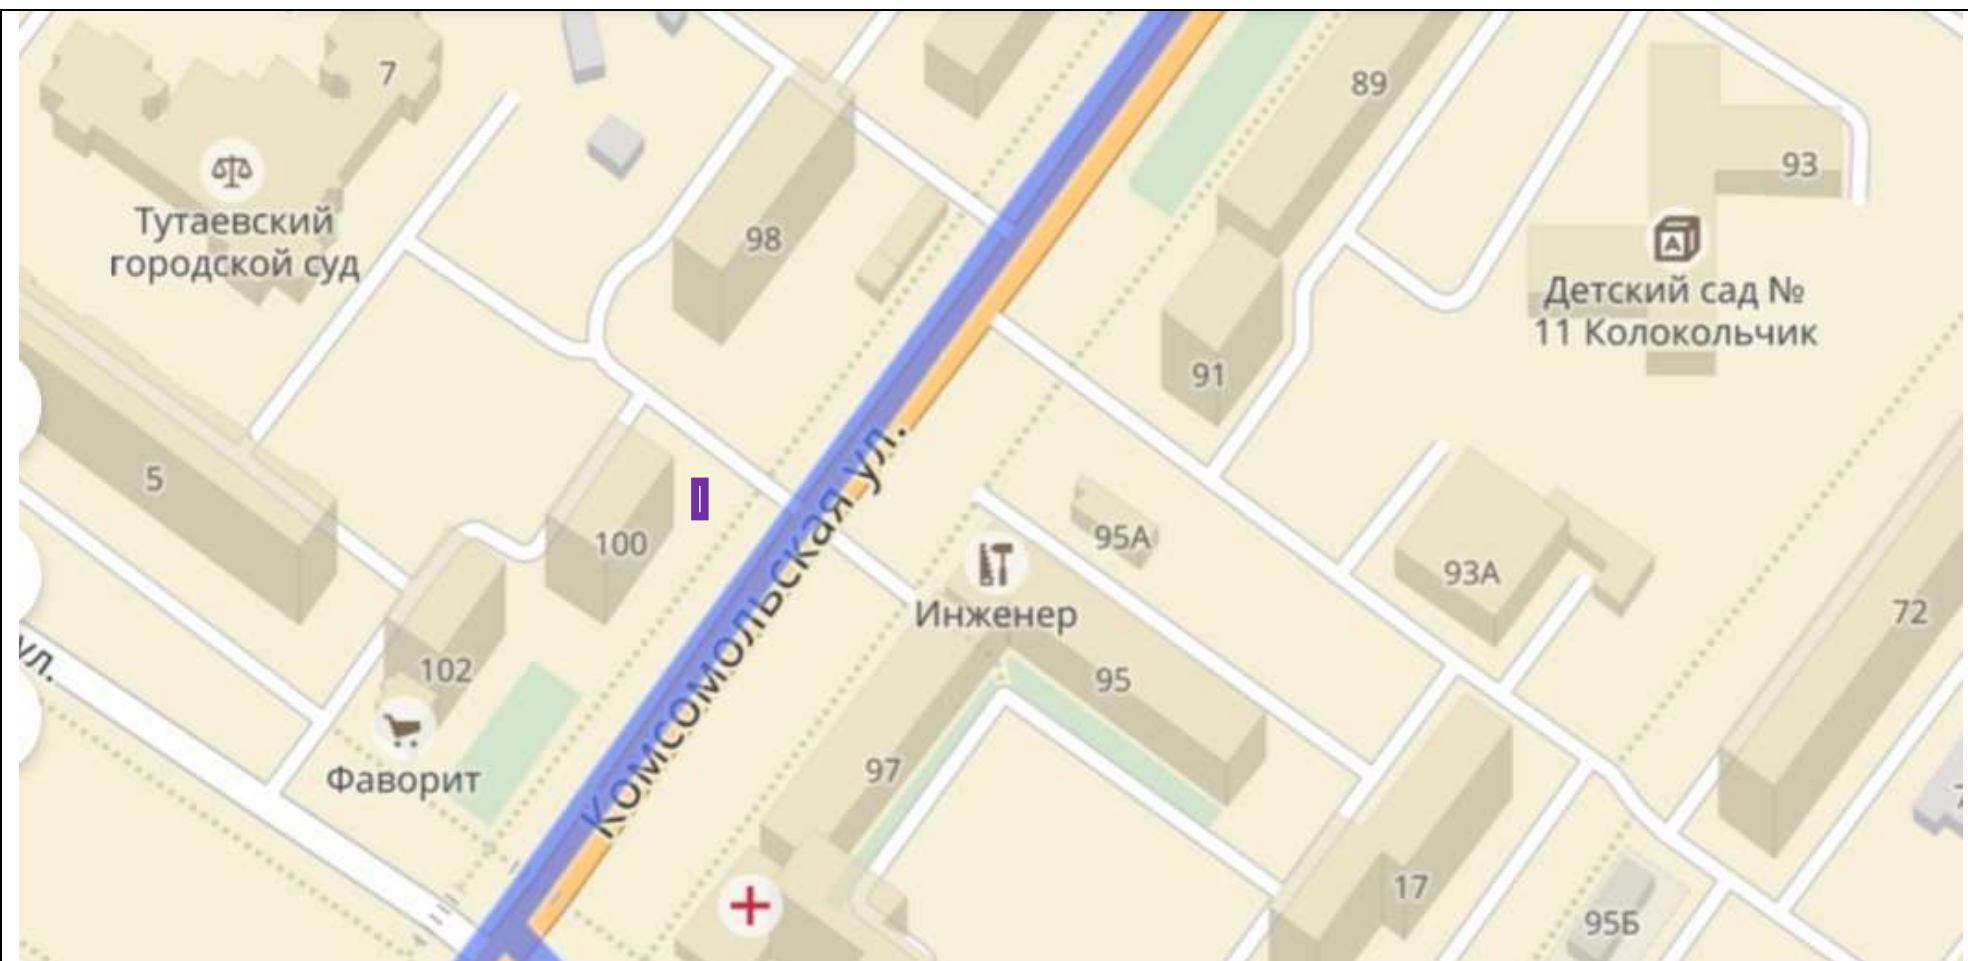 7
89
93
Тутаевский
городской суд
98
Детский сад №
11 Колокольчик
91
5
100
Комсомольская ул.
95А
93А
Инженер
72
ул.
102
95
Фаворит
97
17
95Б
7